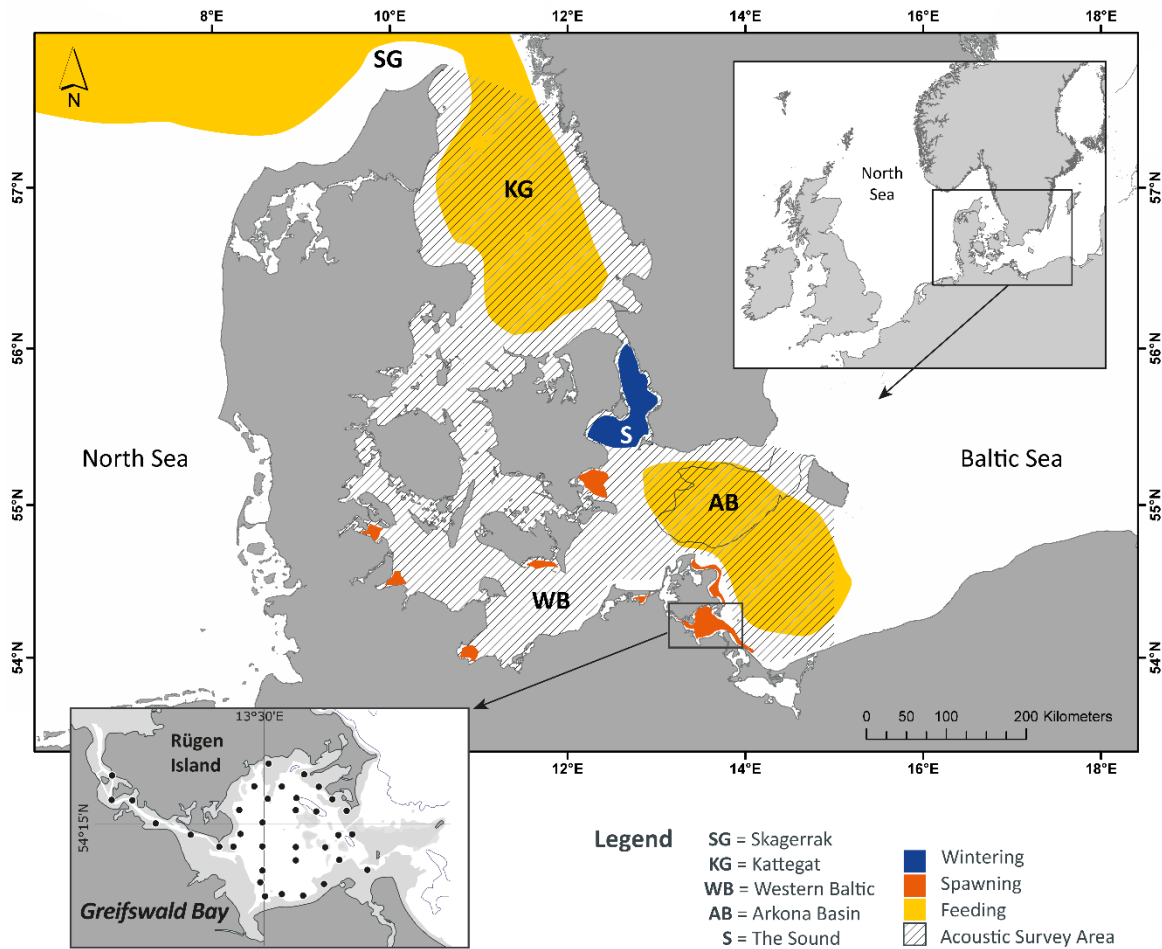 8°E 10°E 12°E 14°E 16°E 18°E
SG
N
57°N
57°N
KG
North
Sea
56°N
56°N
S
North Sea
Baltic Sea
55°N
55°N
AB
WB
54°N
54°N
0 50 100 200 Kilometers
12°E 14°E 16°E 18°E
13°30'E
Rügen
Island
54°15'N
Greifswald Bay
Legend
SG = Skagerrak
KG = Kattegat
WB = Western Baltic
AB = Arkona Basin
S = The Sound
Wintering
Spawning
Feeding
Acoustic Survey Area